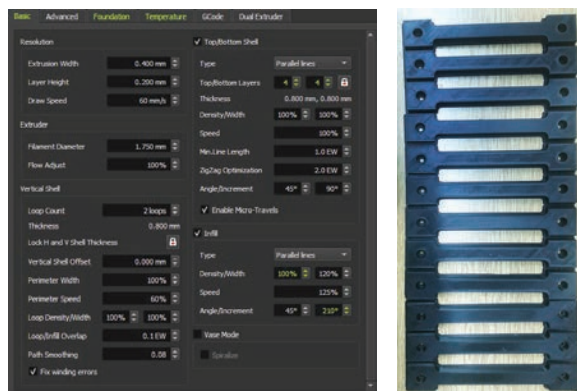 Basic Advanced Foundation Temperature GCode Dual Extruder
Resolution
Extrusion Width 0.400 mm
Layer Height 0.200 mm
Draw Speed 60 mm/s
Extruder
Filament Diameter 1.750 mm
Flow Adjust 100%
Vertical Shell
Loop Count 2 loops
Thickness 0.800 mm
Lock H and V Shell Thickness
Vertical Shell Offset 0.000 mm
Perimeter Width 100%
Perimeter Speed 60%
Loop Density/Width 100% 100%
Loop/Infill Overlap 0.1 EW
Path Smoothing 0.08
Fix winding errors
Top/Bottom Shell
Type Parallel lines
Top/Bottom Layers 4 4
Thickness 0.800 mm, 0.800 mm
Density/Width 100% 100%
Speed 100%
Min.Line Length 1.0 EW
ZigZag Optimization 2.0 EW
Angle/Increment 45° 90°
Enable Micro-Travels
Infill
Type Parallel lines
Density/Width 100% 120%
Speed 125%
Angle/Increment 45° 210°
Vase Mode
Spiralize